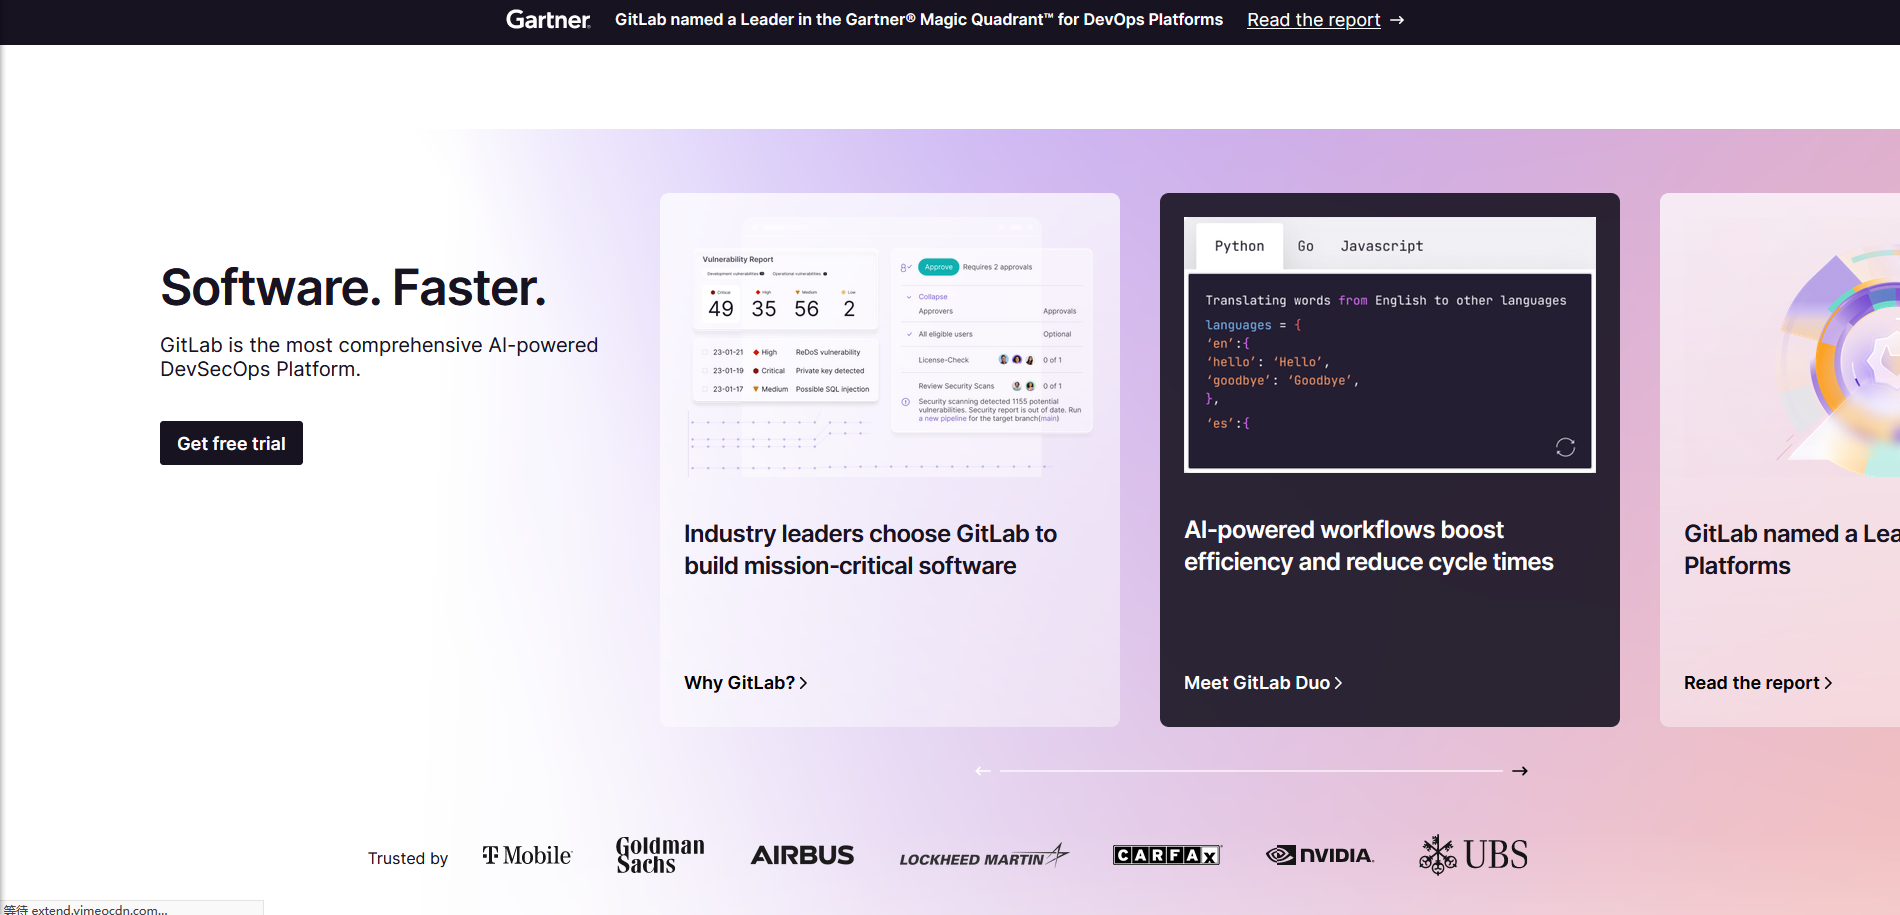 Gartner GitLab named a Leader in the Gartner® Magic Quadrant™ for DevOps Platforms Read the report →
Software. Faster.
GitLab is the most comprehensive AI-powered
DevSecOps Platform.
Get free trial
Vulnerability Report
Development vulnerabilities
Operational vulnerabilities
Critical High Medium Low
49 35 56 2
23-01-21 High ReDoS vulnerability
23-01-19 Critical Private key detected
23-01-17 Medium Possible SQL injection
Approve Requires 2 approvals
Collapse
Approvers Approvals
All eligible users Optional
License-Check 0 of 1
Review Security Scans 0 of 1
Security scanning detected 1155 potential
vulnerabilities. Security report is out of date. Run
a new pipeline for the target branch(main)
Industry leaders choose GitLab to
build mission-critical software
Why GitLab?
Python Go Javascript
Translating words from English to other languages
languages = {
‘en’:{
‘hello’: ‘Hello’,
‘goodbye’: ‘Goodbye’,
},
‘es’:{
AI-powered workflows boost
efficiency and reduce cycle times
Meet GitLab Duo
GitLab named a Lea
Platforms
Read the report
Trusted by T Mobile Goldman Sachs AIRBUS LOCKHEED MARTIN CARFAX NVIDIA. UBS
等待 extend.vimeocdn.com...